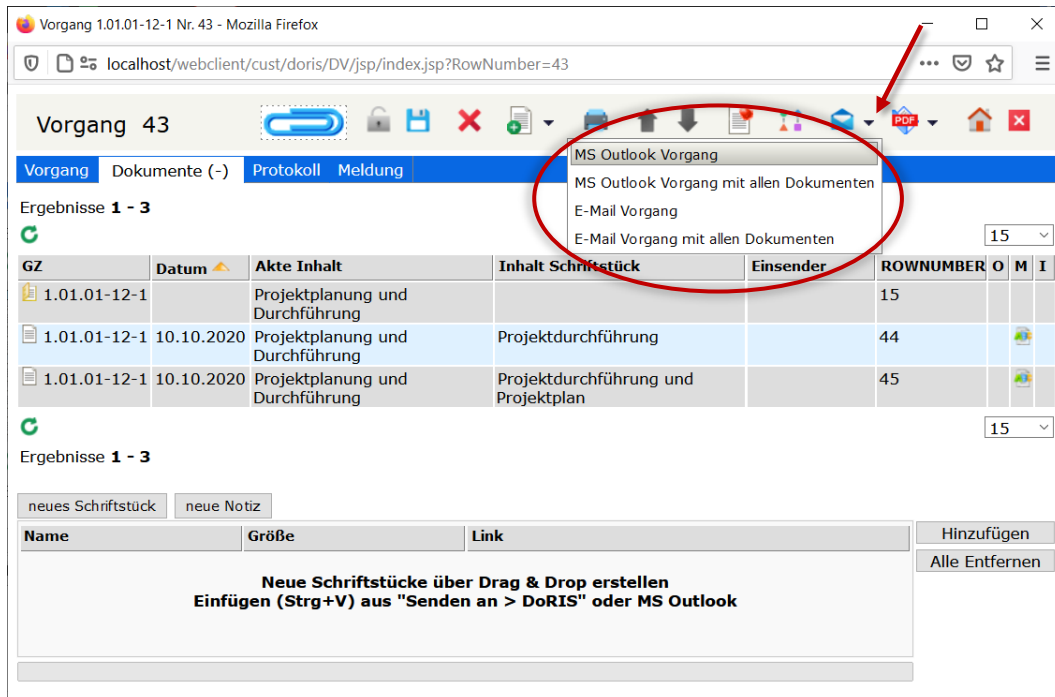 Vorgang 1.01.01-12-1 Nr. 43 - Mozilla Firefox
localhost/webclient/cust/doris/DV/jsp/index.jsp?RowNumber=43
Vorgang 43
PDF
MS Outlook Vorgang
MS Outlook Vorgang mit allen Dokumenten
E-Mail Vorgang
E-Mail Vorgang mit allen Dokumenten
Vorgang Dokumente (-) Protokoll Meldung
Ergebnisse 1 - 3
15
GZ Datum Akte Inhalt Inhalt Schriftstück Einsender ROWNUMBER O M I
1.01.01-12-1 Projektplanung und 15
Durchführung
1.01.01-12-1 10.10.2020 Projektplanung und Projektdurchführung 44
Durchführung
1.01.01-12-1 10.10.2020 Projektplanung und Projektdurchführung und 45
Durchführung Projektplan
15
Ergebnisse 1 - 3
neues Schriftstück neue Notiz
Name Größe Link Hinzufügen
Alle Entfernen
Neue Schriftstücke über Drag & Drop erstellen
Einfügen (Strg+V) aus "Senden an > DoRIS" oder MS Outlook